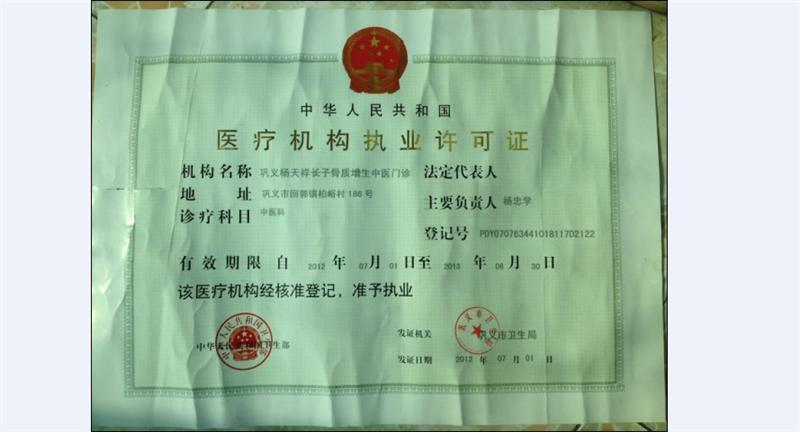 中华人民共和国
医疗机构执业许可证
机构名称 巩义杨天祥长子骨质增生中医门诊
地址 巩义市回郭镇柏峪村186号
诊疗科目 中医科
法定代表人
主要负责人 杨忠学
登记号 PDY070763441018117D2122
有效期限自 2012 年 07 月 01 日至 2013 年 06 月 30 日
该医疗机构经核准登记，准予执业
中华人民共和国卫生部
发证机关 巩义市卫生局
发证日期 2012 年 07 月 01 日